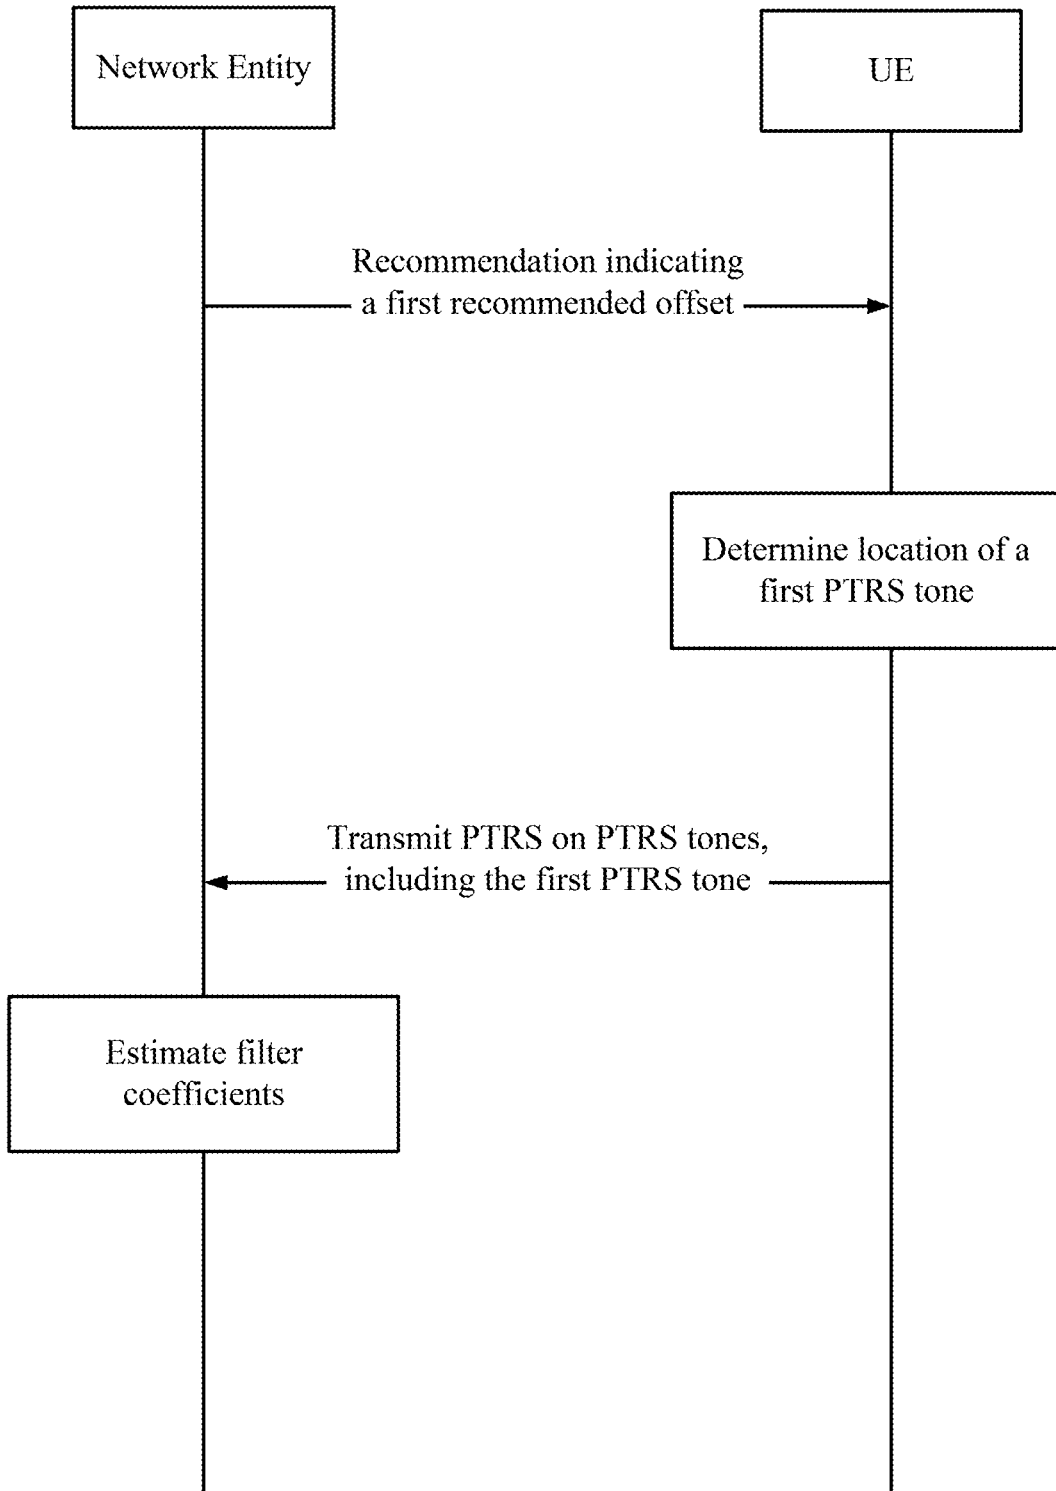 Network Entity
UE
Recommendation indicating
a first recommended offset
Determine location of a
first PTRS tone
Transmit PTRS on PTRS tones,
including the first PTRS tone
Estimate filter
coefficients